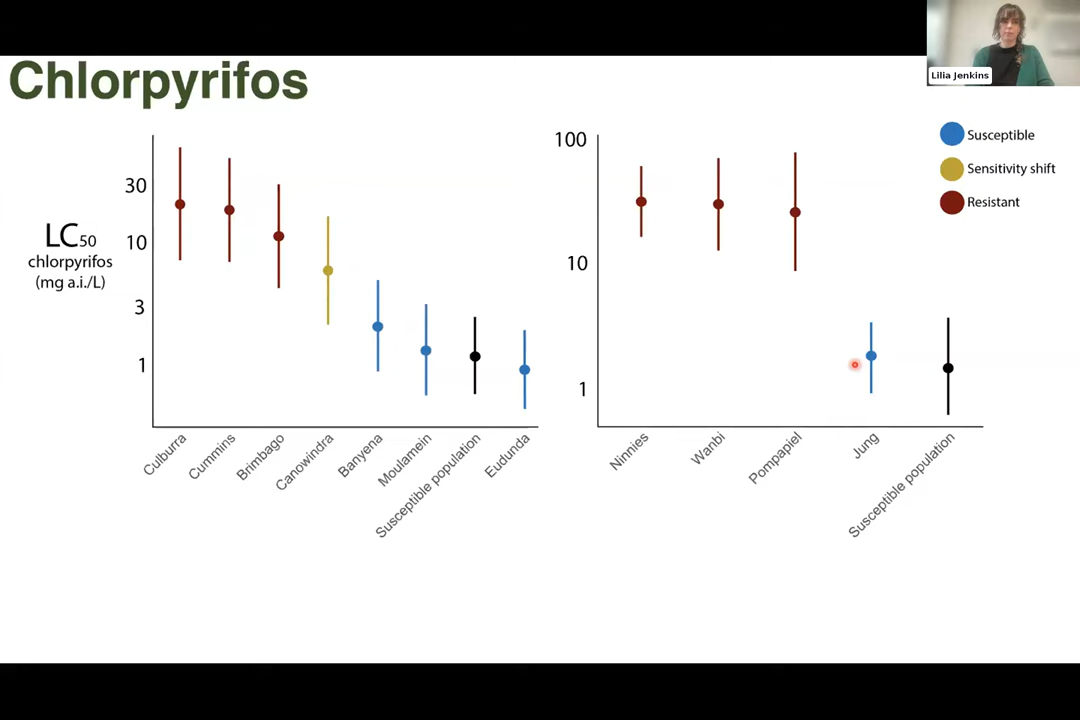 Chlorpyrifos
Lilia Jenkins
LC50
chlorpyrifos
(mg a.i./L)
30
10
3
1
Culburra
Cummins
Brimbago
Canowindra
Banyena
Moulamein
Susceptible population
Eudunda
100
10
1
Ninnies
Wanbi
Pompapiel
Jung
Susceptible population
Susceptible
Sensitivity shift
Resistant